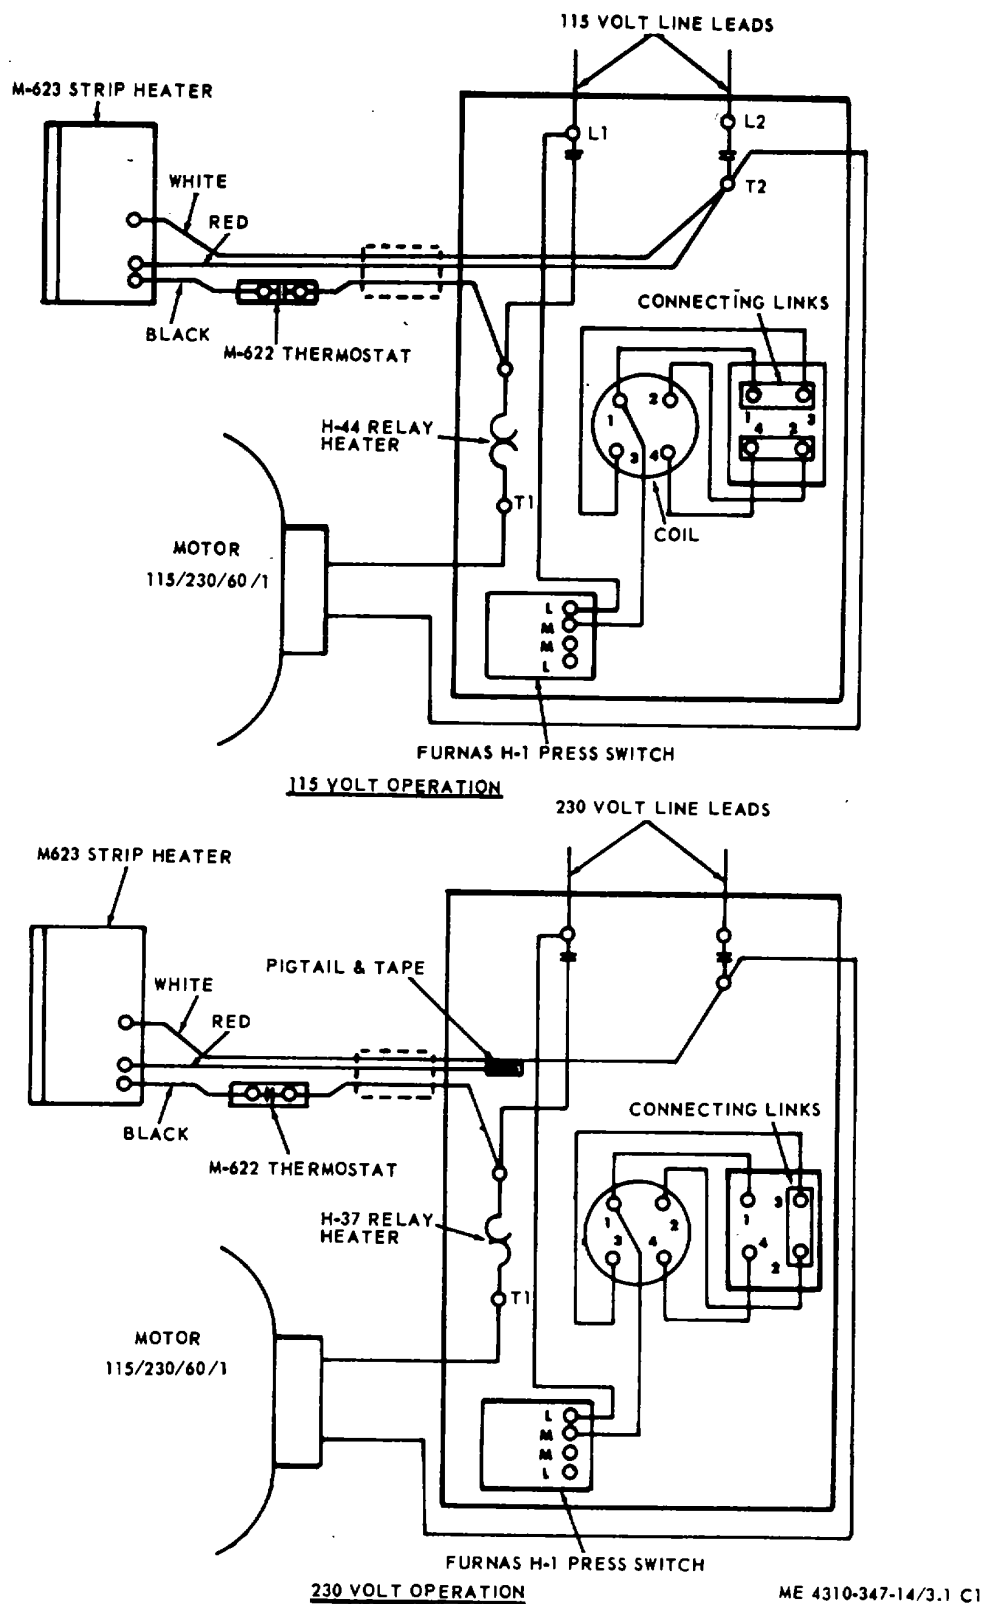 115 VOLT LINE LEADS
M-623 STRIP HEATER
L1
L2
T2
WHITE
RED
BLACK
M-622 THERMOSTAT
CONNECTING LINKS
1 2
3 4
1 3
4 2
H-44 RELAY
HEATER
T1
COIL
MOTOR
115/230/60/1
L
M
M
L
FURNAS H-1 PRESS SWITCH
115 VOLT OPERATION
230 VOLT LINE LEADS
M623 STRIP HEATER
PIGTAIL & TAPE
WHITE
RED
BLACK
M-622 THERMOSTAT
CONNECTING LINKS
1 2
3 4
1 3
4 2
H-37 RELAY
HEATER
T1
MOTOR
115/230/60/1
L
M
M
L
FURNAS H-1 PRESS SWITCH
230 VOLT OPERATION
ME 4310-347-14/3.1 C1